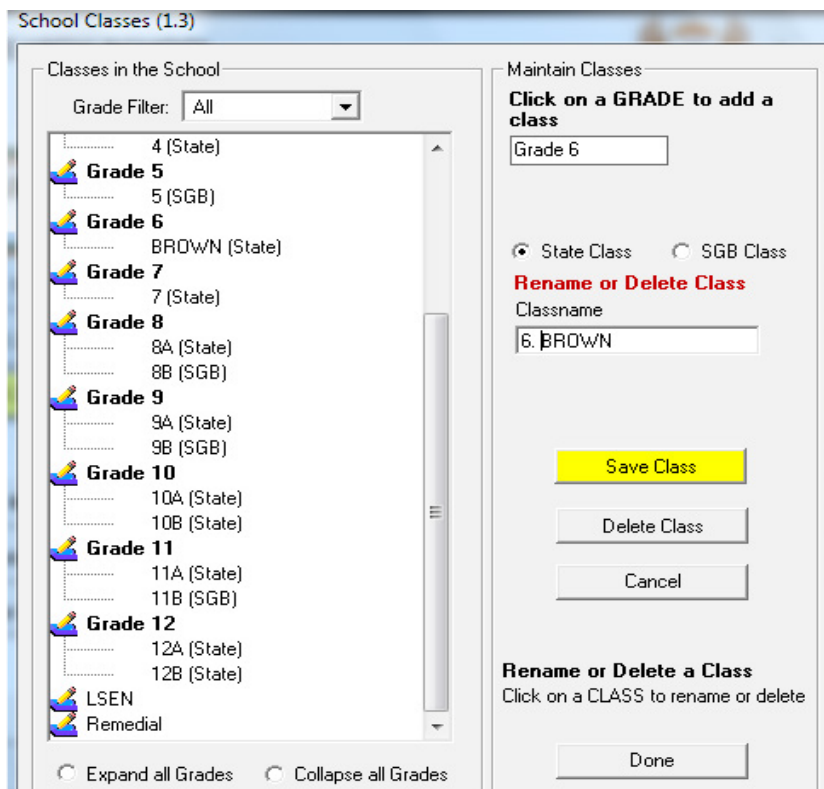 School Classes (1.3)
Classes in the School
Grade Filter: All
4 (State)
Grade 5
5 (SGB)
Grade 6
BROWN (State)
Grade 7
7 (State)
Grade 8
8A (State)
8B (SGB)
Grade 9
9A (State)
9B (SGB)
Grade 10
10A (State)
10B (State)
Grade 11
11A (State)
11B (SGB)
Grade 12
12A (State)
12B (State)
LSEN
Remedial
Expand all Grades Collapse all Grades
Maintain Classes
Click on a GRADE to add a
class
Grade 6
State Class SGB Class
Rename or Delete Class
Classname
6. BROWN
Save Class
Delete Class
Cancel
Rename or Delete a Class
Click on a CLASS to rename or delete
Done